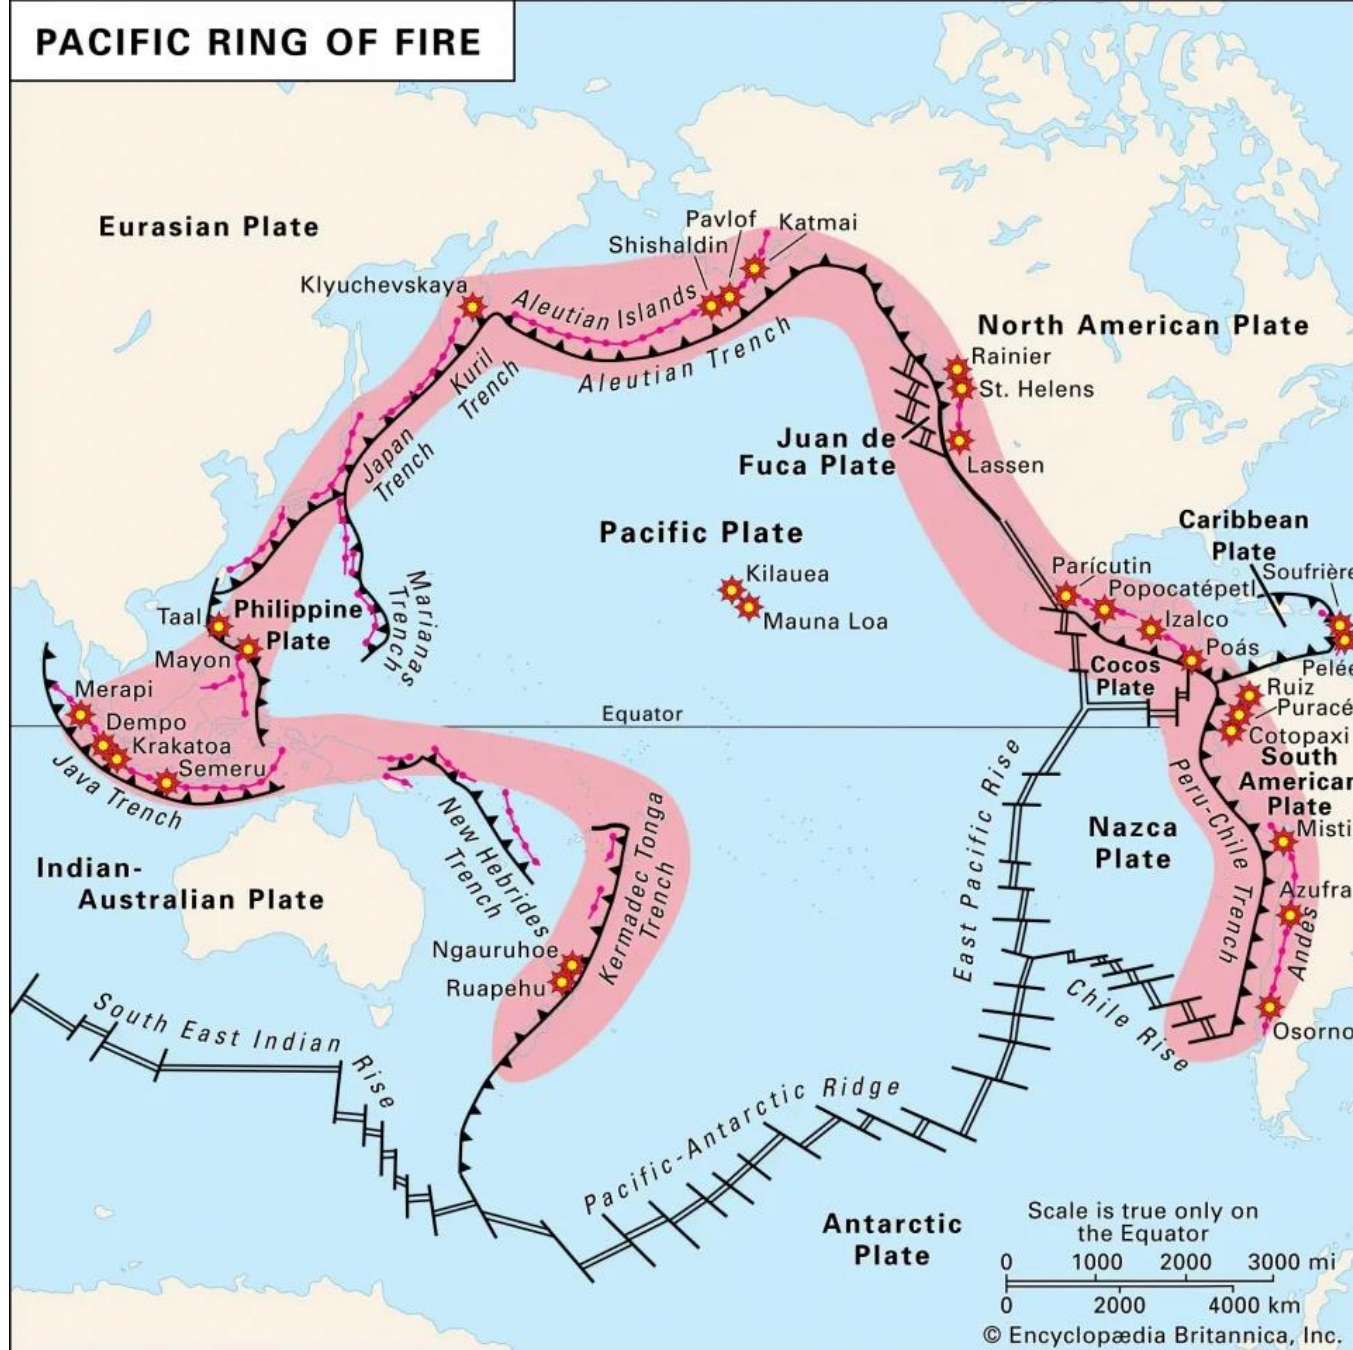 PACIFIC RING OF FIRE
Eurasian Plate
Pavlof
Katmai
Shishaldin
Klyuchevskaya
Aleutian Islands
Aleutian Trench
Kuril
Trench
Japan
Trench
North American Plate
Rainier
St. Helens
Juan de
Fuca Plate
Lassen
Pacific Plate
Kilauea
Mauna Loa
Caribbean
Plate
Soufrière
Parícutin
Popocatépetl
Izalco
Poás
Pelée
Cocos
Plate
Taal
Philippine
Plate
Marianas
Trench
Mayon
Merapi
Dempo
Krakatoa
Semeru
Java Trench
Equator
Ruiz
Puracé
Cotopaxi
South
American
Plate
Misti
Azufra
Andes
Osorno
Peru-Chile Trench
Nazca
Plate
East Pacific Rise
Chile Rise
New Hebrides
Trench
Kermadec Tonga
Trench
Indian-
Australian Plate
Ngauruhoe
Ruapehu
South East Indian Rise
Pacific-Antarctic Ridge
Antarctic
Plate
Scale is true only on
the Equator
0 1000 2000 3000 mi
0 2000 4000 km
© Encyclopædia Britannica, Inc.